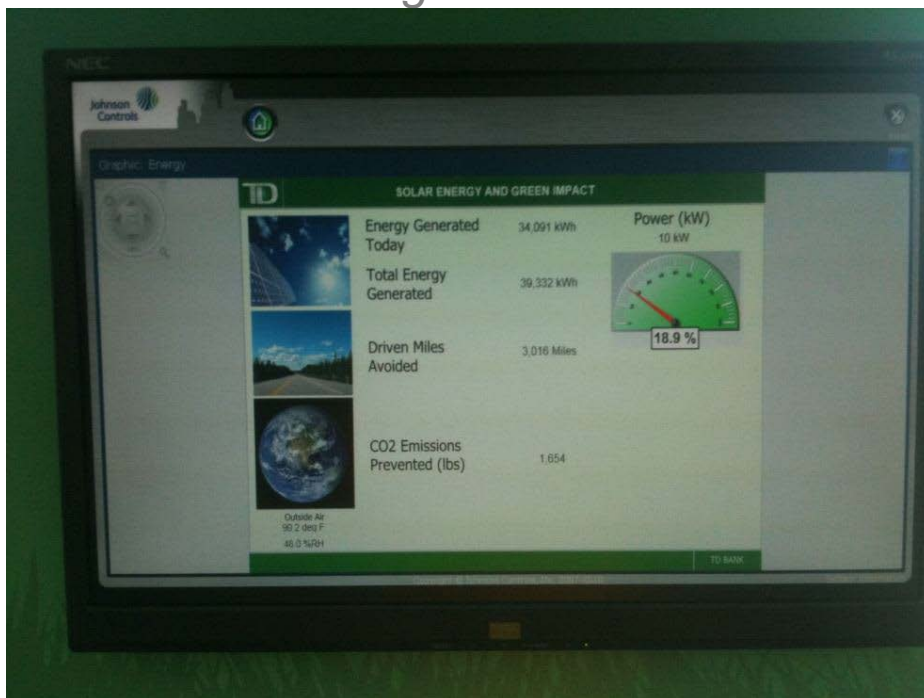 NEC
Johnson
Controls
Graphic: Energy
TD
SOLAR ENERGY AND GREEN IMPACT
Energy Generated
Today
34,091 kWh
Power (kW)
10 kW
Total Energy
Generated
39,332 kWh
18.9 %
Driven Miles
Avoided
3,016 Miles
CO2 Emissions
Prevented (lbs)
1,654
Outside Air
90.2 deg F
46.0 %RH
TD BANK